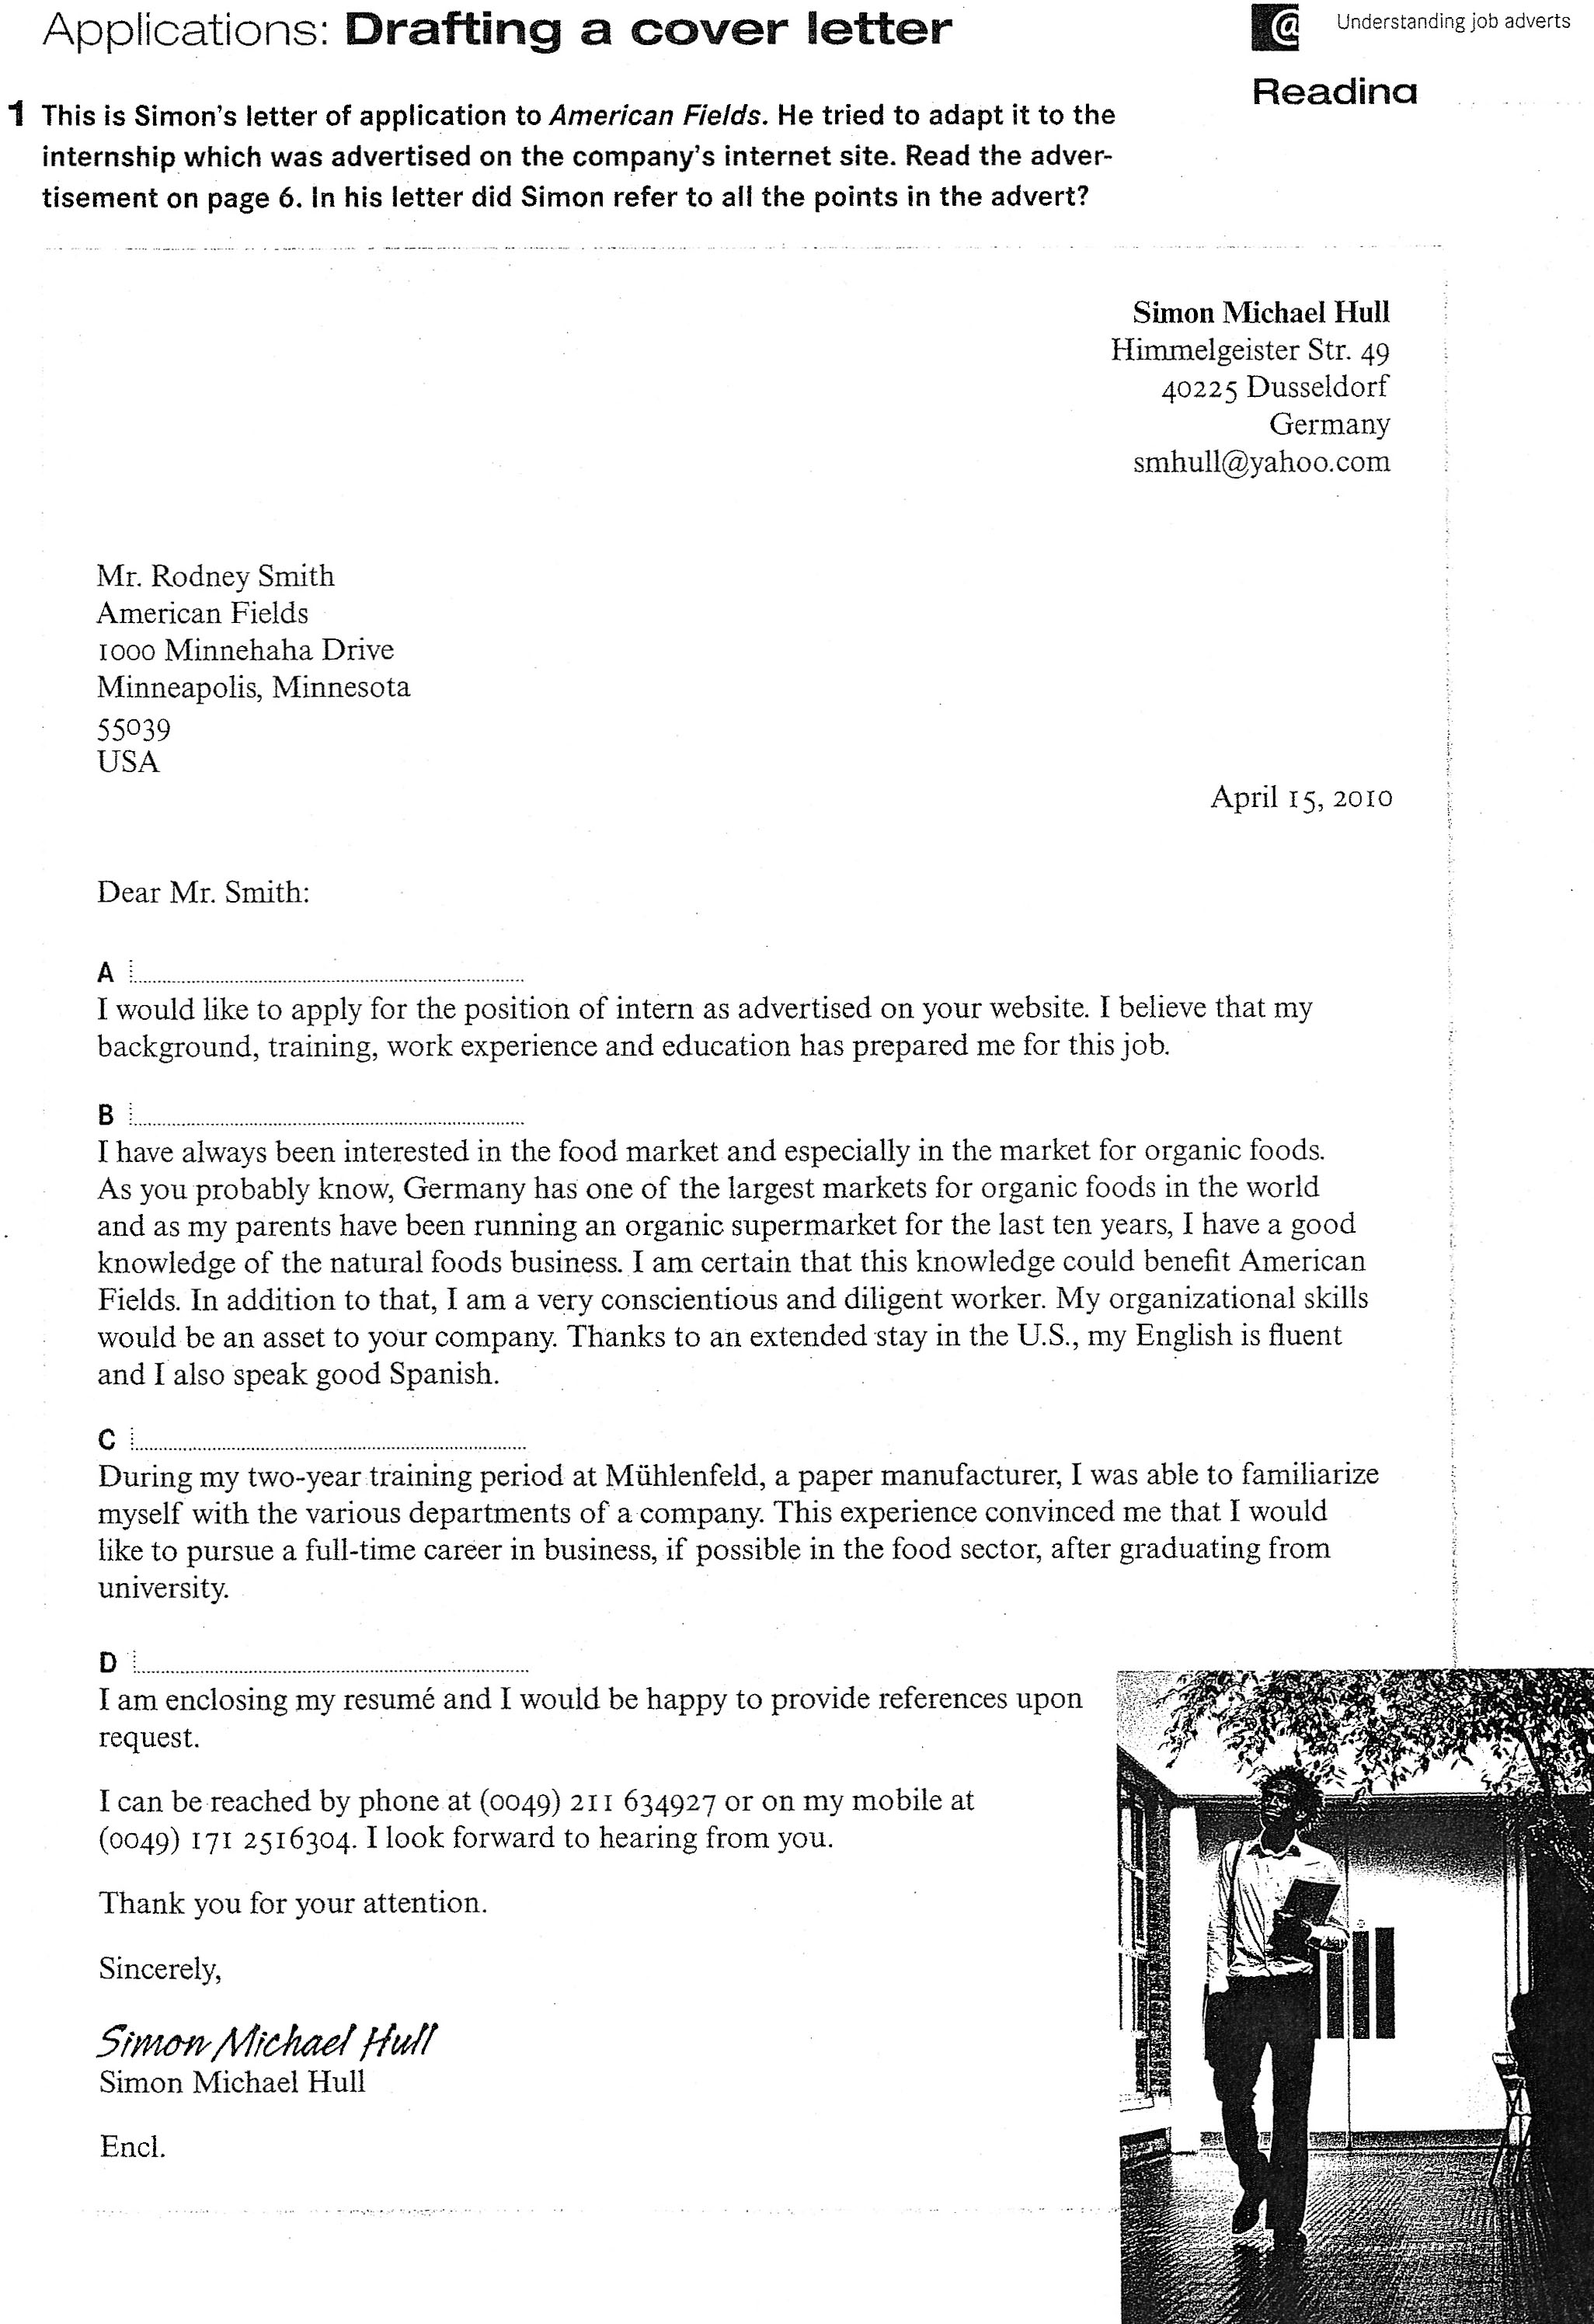 Applications: Drafting a cover letter
@ Understanding job adverts
Reading
1 This is Simon's letter of application to American Fields. He tried to adapt it to the
internship which was advertised on the company's internet site. Read the adver-
tisement on page 6. In his letter did Simon refer to all the points in the advert?
Simon Michael Hull
Himmelgeister Str. 49
40225 Dusseldorf
Germany
smhull@yahoo.com
Mr. Rodney Smith
American Fields
1000 Minnehaha Drive
Minneapolis, Minnesota
55039
USA
April 15, 2010
Dear Mr. Smith:
A
I would like to apply for the position of intern as advertised on your website. I believe that my
background, training, work experience and education has prepared me for this job.
B
I have always been interested in the food market and especially in the market for organic foods.
As you probably know, Germany has one of the largest markets for organic foods in the world
and as my parents have been running an organic supermarket for the last ten years, I have a good
knowledge of the natural foods business. I am certain that this knowledge could benefit American
Fields. In addition to that, I am a very conscientious and diligent worker. My organizational skills
would be an asset to your company. Thanks to an extended stay in the U.S., my English is fluent
and I also speak good Spanish.
C
During my two-year training period at Mühlenfeld, a paper manufacturer, I was able to familiarize
myself with the various departments of a company. This experience convinced me that I would
like to pursue a full-time career in business, if possible in the food sector, after graduating from
university.
D
I am enclosing my resumé and I would be happy to provide references upon
request.
I can be reached by phone at (0049) 211 634927 or on my mobile at
(0049) 171 2516304. I look forward to hearing from you.
Thank you for your attention.
Sincerely,
Simon Michael Hull
Simon Michael Hull
Encl.